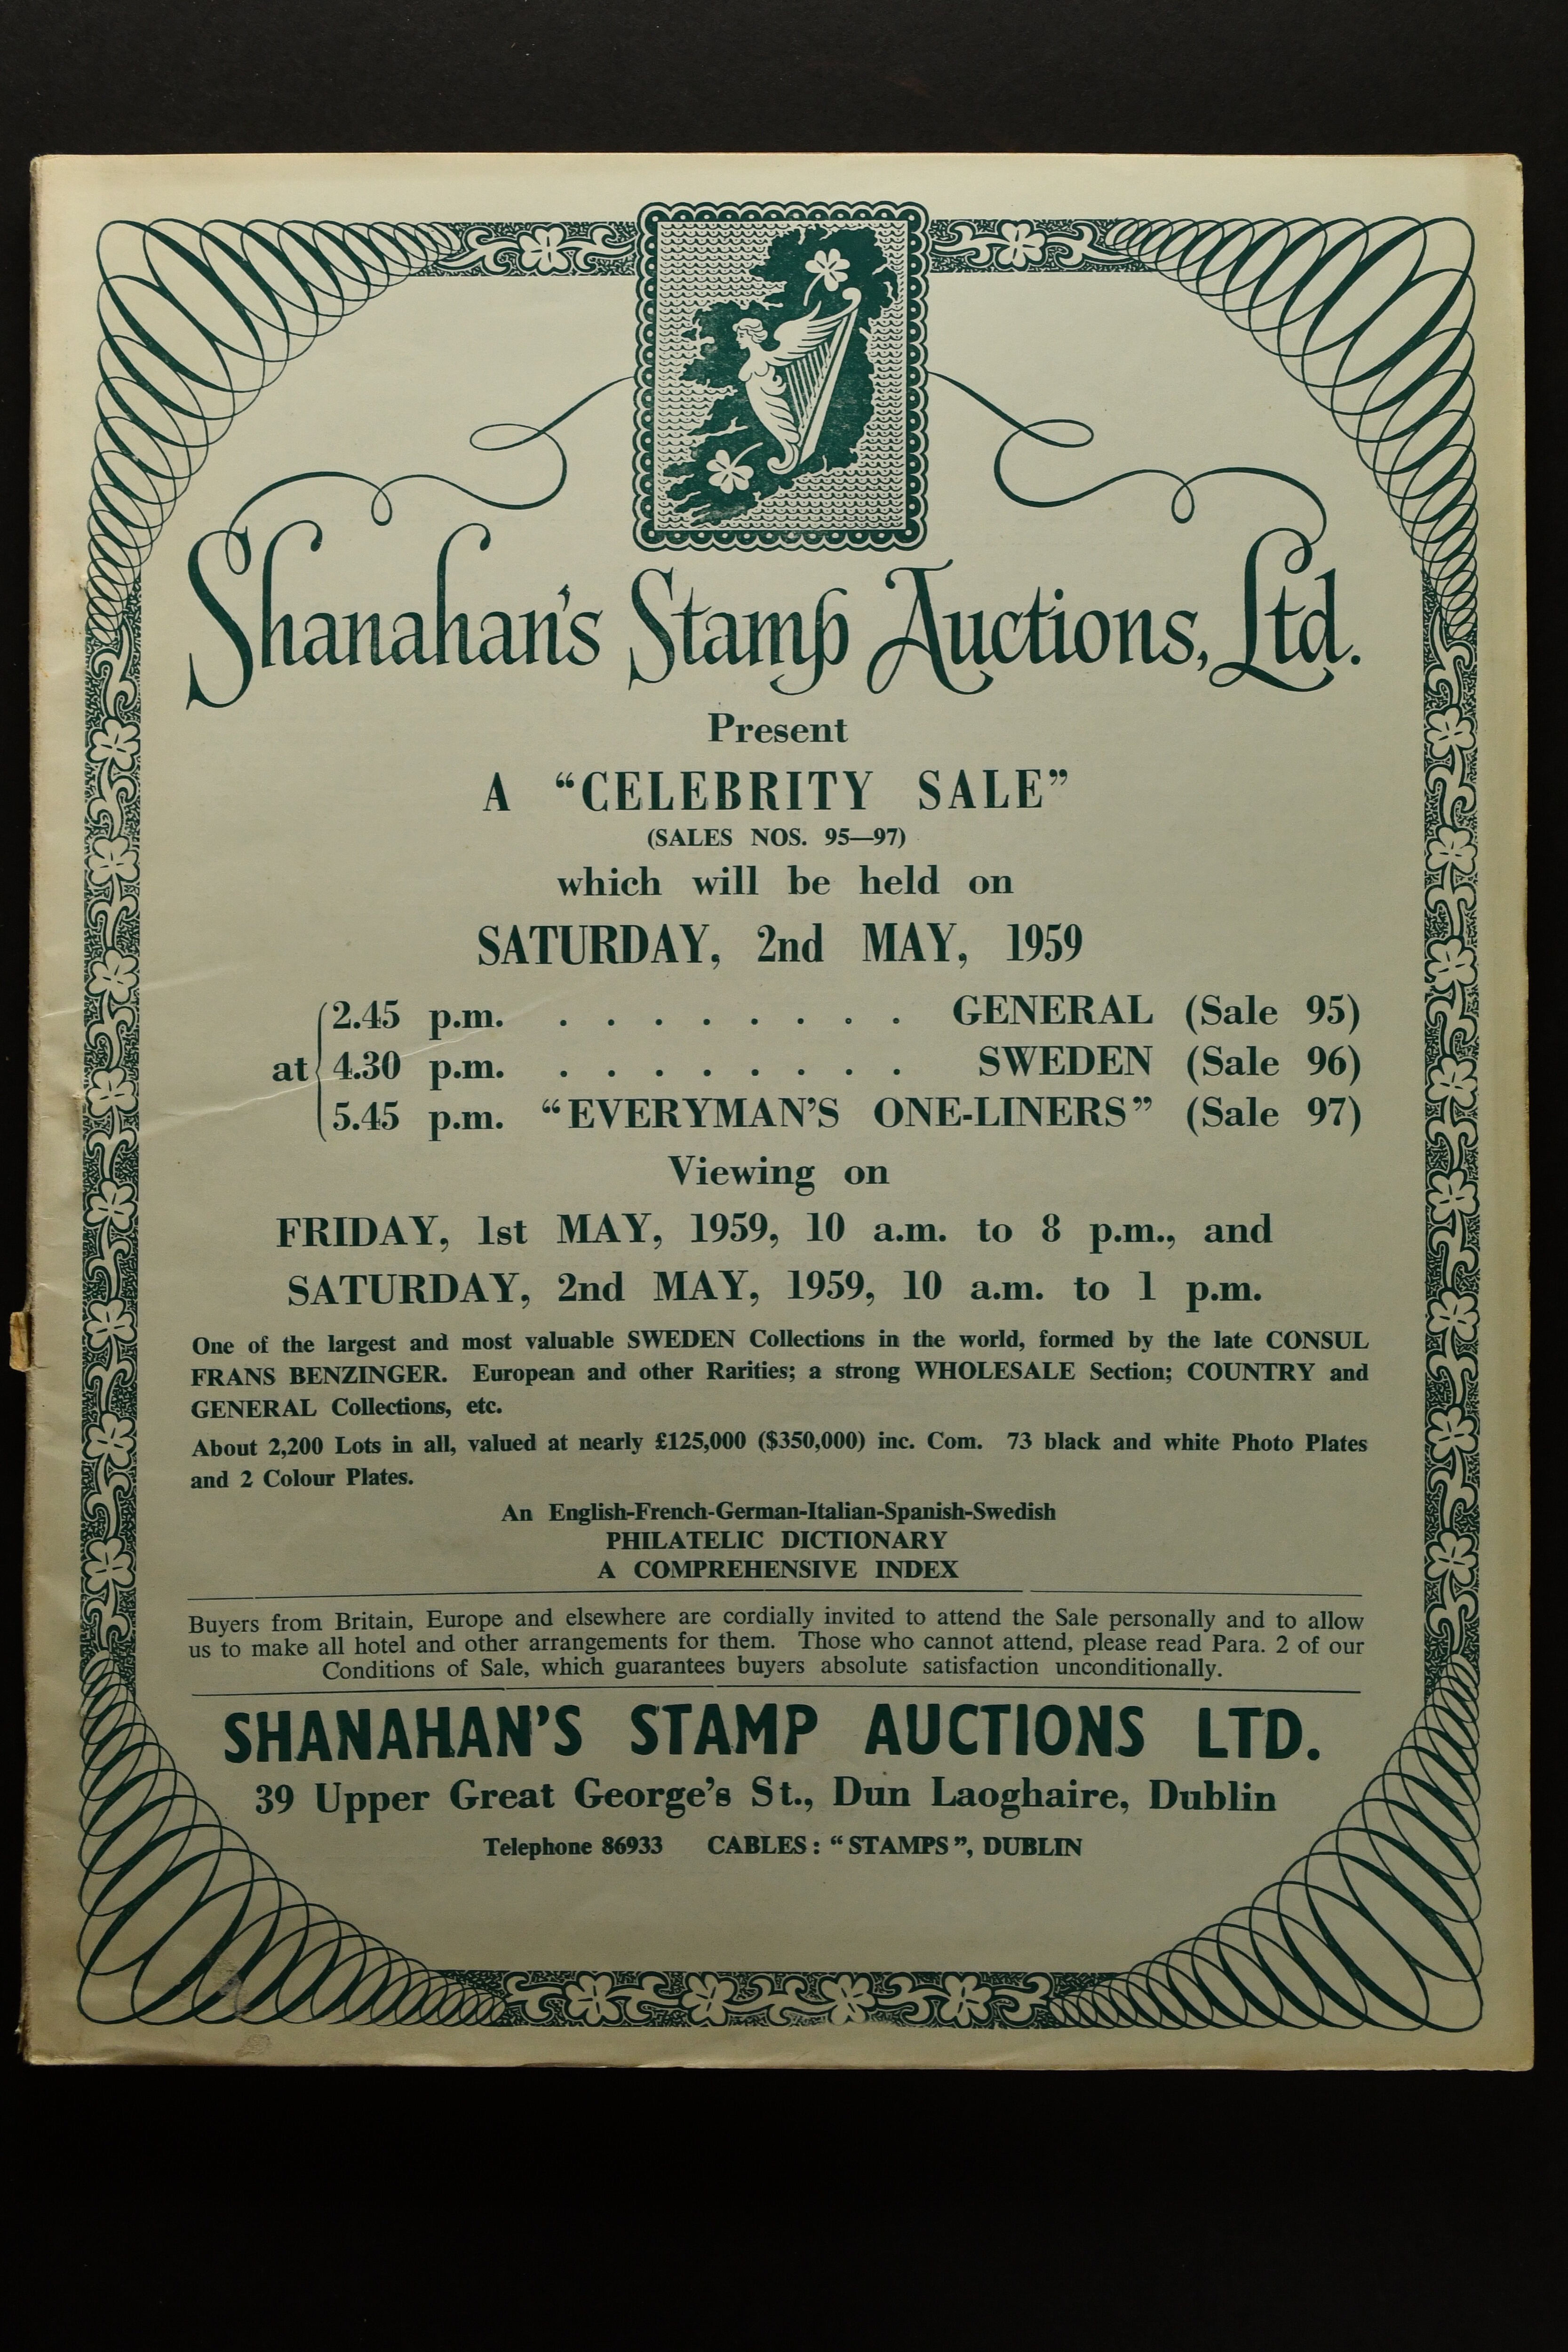 Shanahan's Stamp Auctions, Ltd.
Present
A “CELEBRITY SALE”
(SALES NOS. 95—97)
which will be held on
SATURDAY, 2nd MAY, 1959
2.45 p.m. . . . . . . . . GENERAL (Sale 95)
at 4.30 p.m. . . . . . . . . SWEDEN (Sale 96)
5.45 p.m. “EVERYMAN’S ONE-LINERS” (Sale 97)
Viewing on
FRIDAY, 1st MAY, 1959, 10 a.m. to 8 p.m., and
SATURDAY, 2nd MAY, 1959, 10 a.m. to 1 p.m.
One of the largest and most valuable SWEDEN Collections in the world, formed by the late CONSUL
FRANS BENZINGER. European and other Rarities; a strong WHOLESALE Section; COUNTRY and
GENERAL Collections, etc.
About 2,200 Lots in all, valued at nearly £125,000 ($350,000) inc. Com. 73 black and white Photo Plates
and 2 Colour Plates.
An English-French-German-Italian-Spanish-Swedish
PHILATELIC DICTIONARY
A COMPREHENSIVE INDEX
Buyers from Britain, Europe and elsewhere are cordially invited to attend the Sale personally and to allow
us to make all hotel and other arrangements for them. Those who cannot attend, please read Para. 2 of our
Conditions of Sale, which guarantees buyers absolute satisfaction unconditionally.
SHANAHAN’S STAMP AUCTIONS LTD.
39 Upper Great George’s St., Dun Laoghaire, Dublin
Telephone 86933 CABLES : “ STAMPS ”, DUBLIN